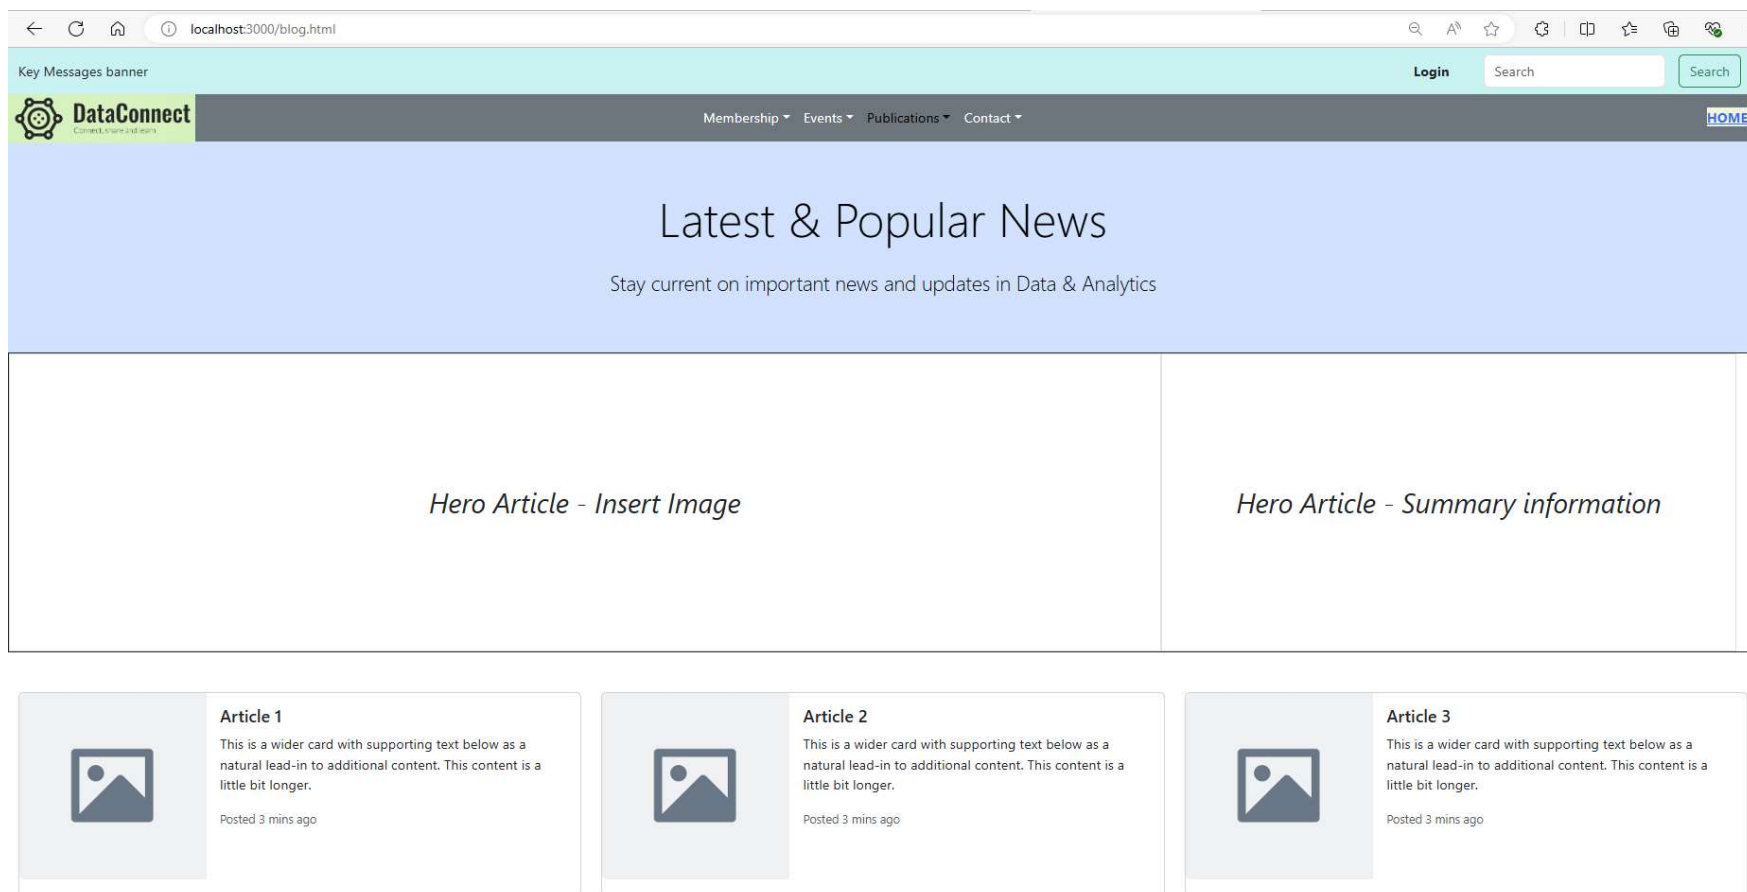 localhost:3000/blog.html
Key Messages banner
Login
Search
Search
DataConnect
Connect, share and learn
Membership
Events
Publications
Contact
HOME
Latest & Popular News
Stay current on important news and updates in Data & Analytics
Hero Article - Insert Image
Hero Article - Summary information
Article 1
This is a wider card with supporting text below as a
natural lead-in to additional content. This content is a
little bit longer.
Posted 3 mins ago
Article 2
This is a wider card with supporting text below as a
natural lead-in to additional content. This content is a
little bit longer.
Posted 3 mins ago
Article 3
This is a wider card with supporting text below as a
natural lead-in to additional content. This content is a
little bit longer.
Posted 3 mins ago